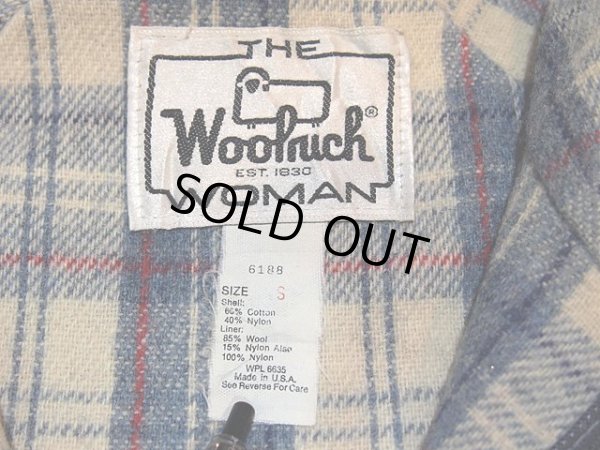 THE
Woolrich®
EST. 1830
WOMAN
SOLD OUT
6188
SIZE S
Shell:
60% Cotton
40% Nylon
Liner:
85% Wool
15% Nylon Also
100% Nylon
WPL 6635
Made in U.S.A.
See Reverse For Care